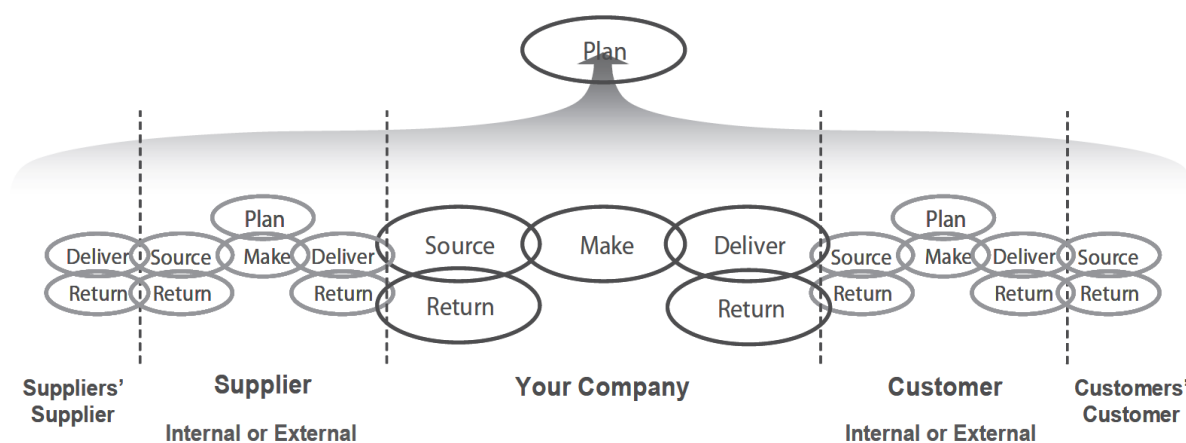 Plan
Plan
Plan
Deliver Source Make Deliver Source Make Deliver Source Make Deliver Source
Return Return Return Return Return Return Return Return
Suppliers' Supplier Your Company Customer Customers'
Supplier Customer
Internal or External Internal or External